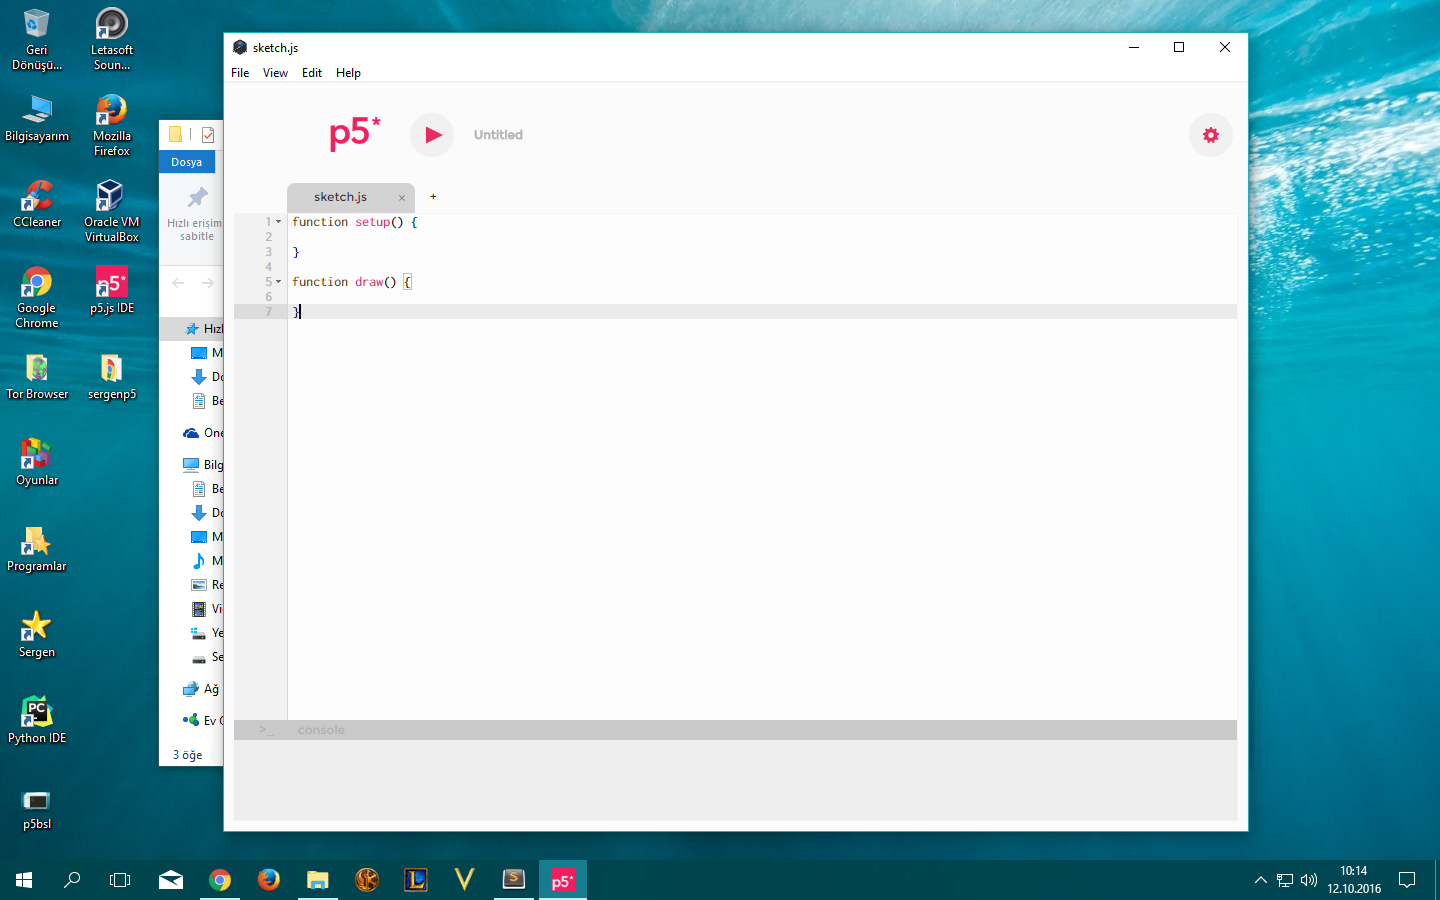 Geri
Dönüşü...
Letasoft
Soun...
Bilgisayarım
Mozilla
Firefox
CCleaner
Oracle VM
VirtualBox
Google
Chrome
p5.js IDE
Tor Browser
sergenp5
Oyunlar
Programlar
Sergen
PC
Python IDE
p5bsl
Dosya
Hızlı erişim
sabitle
Hızl
M
Do
Be
One
Bilg
Be
Do
M
M
Re
Vi
Ye
Se
Ağ
Ev
3 öğe
sketch.js
File View Edit Help
p5* Untitled
sketch.js × +
1 function setup() {
2
3 }
4
5 function draw() {
6
7 }
>_ console
p5*
10:14
12.10.2016